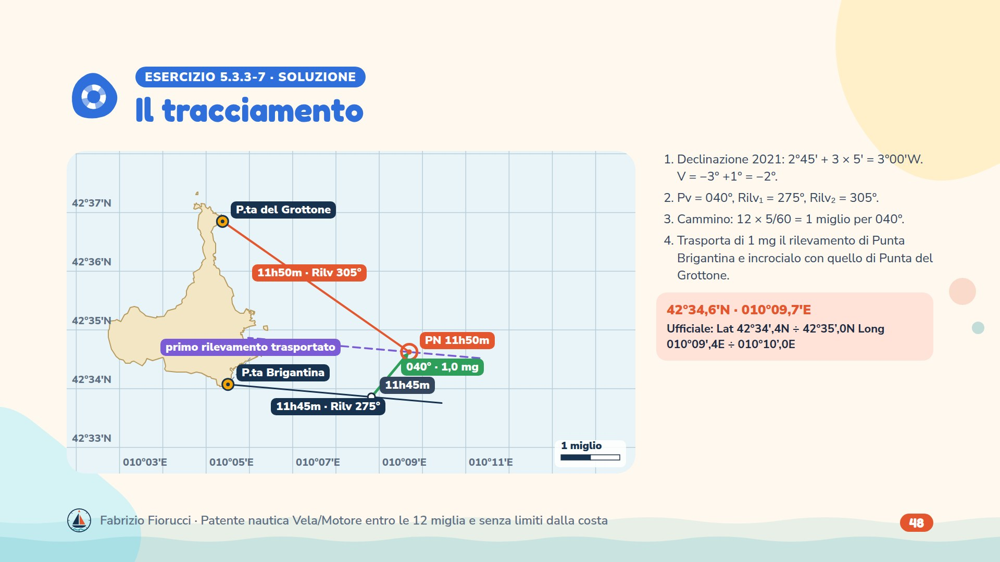 ESERCIZIO 5.3.3-7 · SOLUZIONE
Il tracciamento
42°37'N
42°36'N
42°35'N
42°34'N
42°33'N
010°03'E
010°05'E
010°07'E
010°09'E
010°11'E
P.ta del Grottone
11h50m · Rilv 305°
PN 11h50m
primo rilevamento trasportato
040° · 1,0 mg
P.ta Brigantina
11h45m
11h45m · Rilv 275°
1 miglio
1. Declinazione 2021: 2°45' + 3 × 5' = 3°00'W.
V = −3° +1° = −2°.
2. Pv = 040°, Rilv₁ = 275°, Rilv₂ = 305°.
3. Cammino: 12 × 5/60 = 1 miglio per 040°.
4. Trasporta di 1 mg il rilevamento di Punta
Brigantina e incrocialo con quello di Punta del
Grottone.
42°34,6'N · 010°09,7'E
Ufficiale: Lat 42°34',4N ÷ 42°35’,0N Long
010°09',4E ÷ 010°10’,0E
Fabrizio Fiorucci · Patente nautica Vela/Motore entro le 12 miglia e senza limiti dalla costa
48